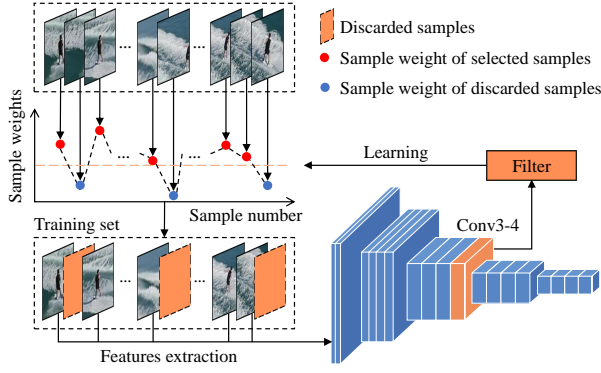 Discarded samples
Sample weight of selected samples
Sample weight of discarded samples
Sample weights
...
...
...
...
Sample number
Learning
Filter
Conv3-4
Training set
...
...
Features extraction